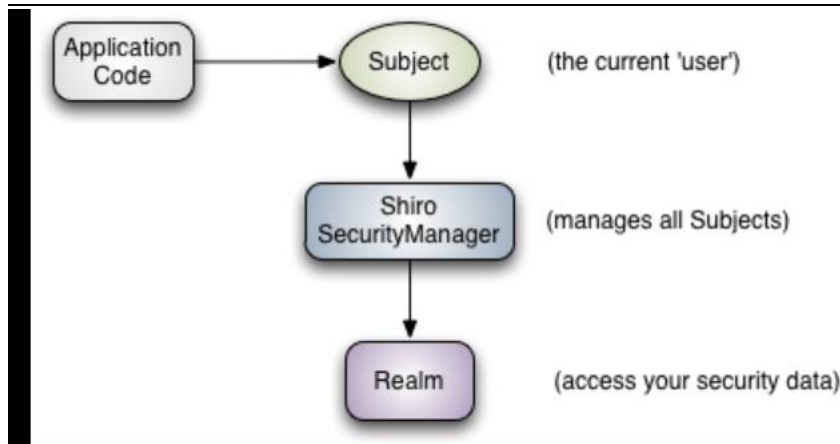 Application
Code
Subject
(the current 'user')
Shiro
SecurityManager
(manages all Subjects)
Realm
(access your security data)